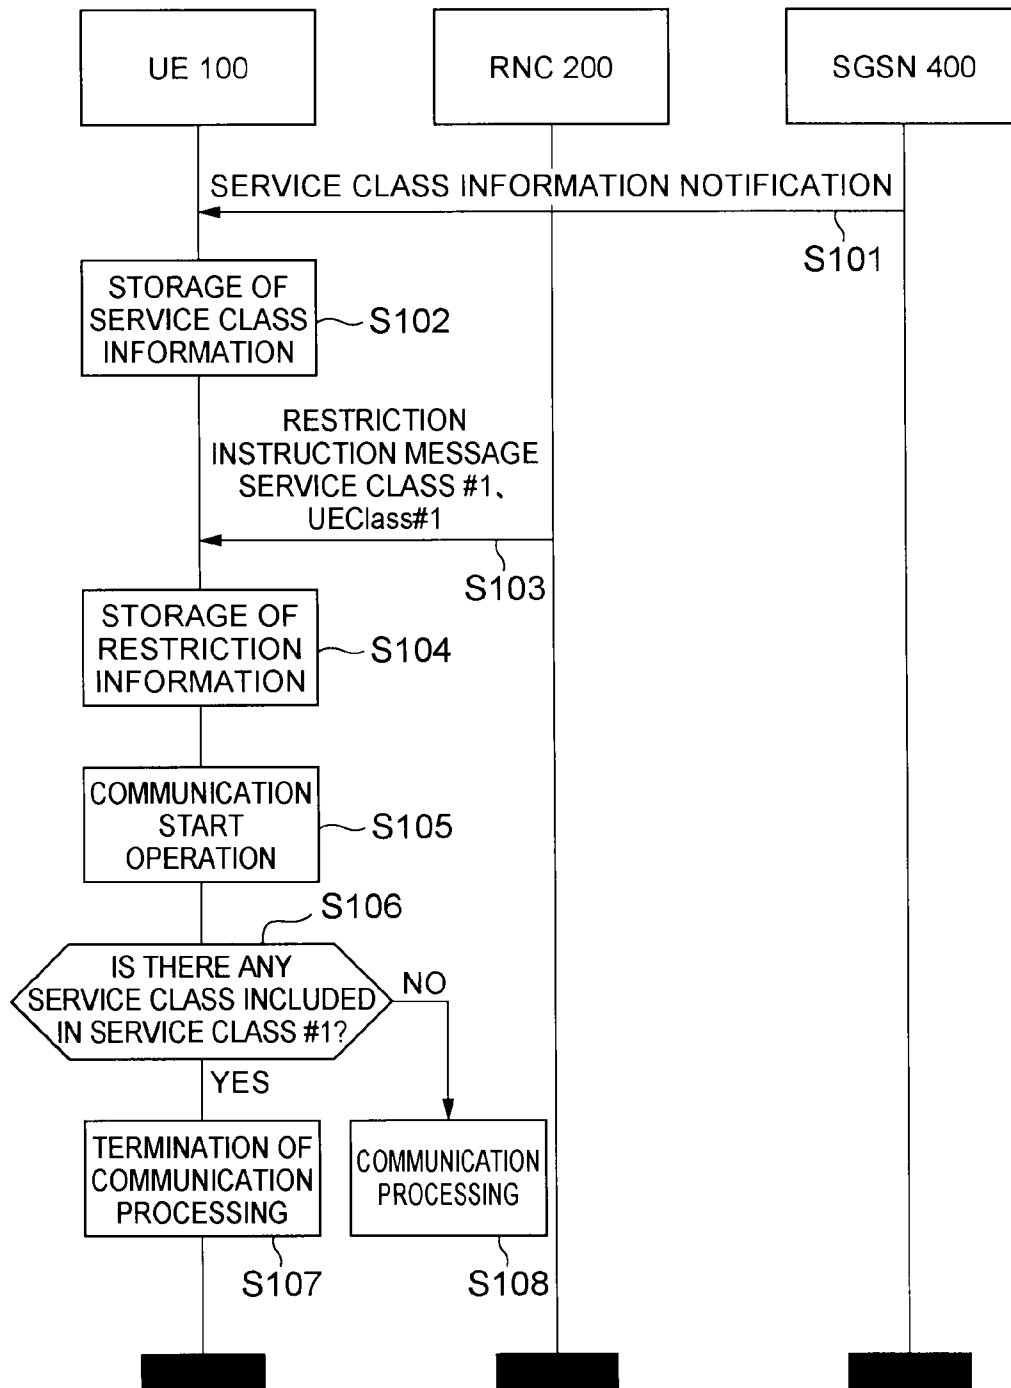 UE 100
RNC 200
SGSN 400
SERVICE CLASS INFORMATION NOTIFICATION
S101
STORAGE OF
SERVICE CLASS
INFORMATION
S102
RESTRICTION
INSTRUCTION MESSAGE
SERVICE CLASS #1、
UEClass#1
S103
STORAGE OF
RESTRICTION
INFORMATION
S104
COMMUNICATION
START
OPERATION
S105
S106
IS THERE ANY
SERVICE CLASS INCLUDED
IN SERVICE CLASS #1?
NO
YES
TERMINATION OF
COMMUNICATION
PROCESSING
COMMUNICATION
PROCESSING
S107
S108